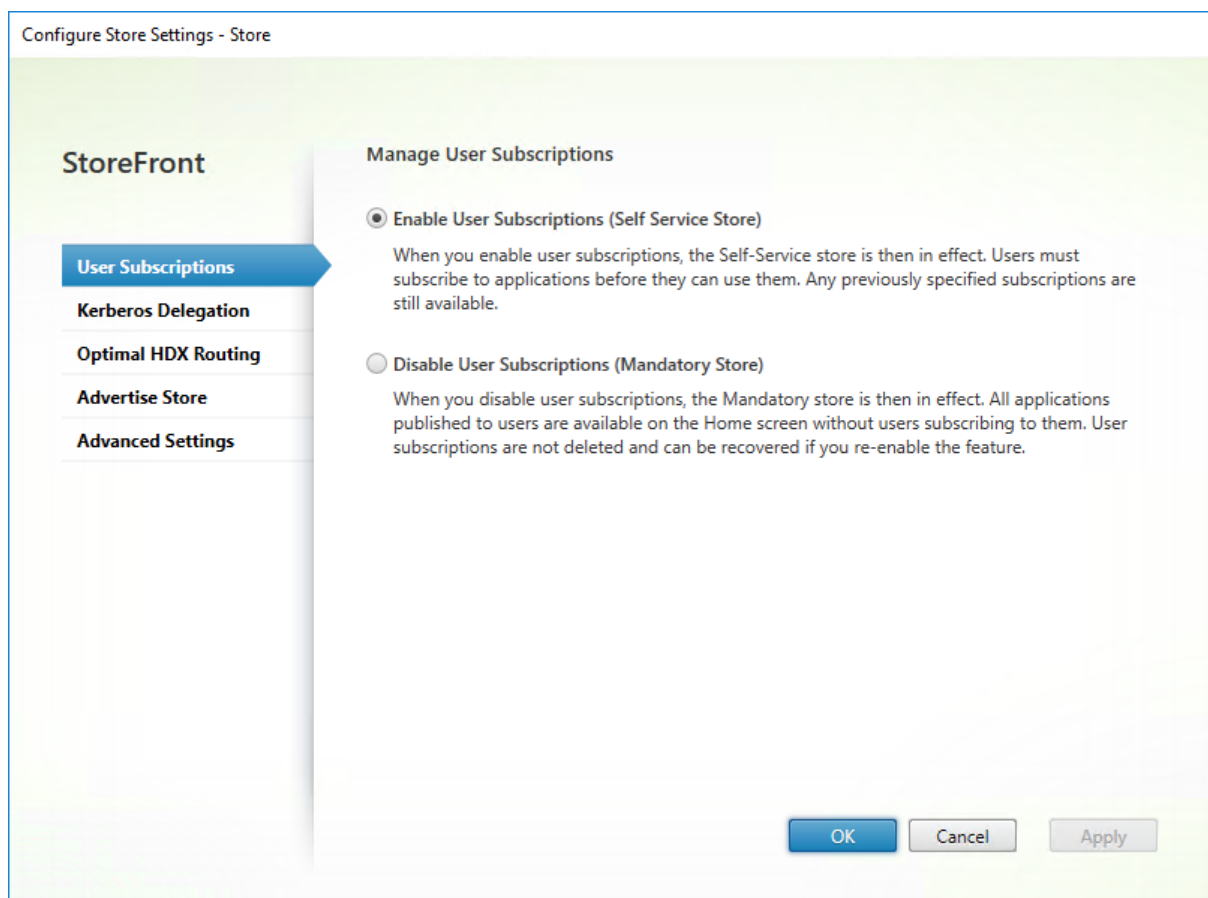 Configure Store Settings - Store
StoreFront
User Subscriptions
Kerberos Delegation
Optimal HDX Routing
Advertise Store
Advanced Settings
Manage User Subscriptions
Enable User Subscriptions (Self Service Store)
When you enable user subscriptions, the Self-Service store is then in effect. Users must
subscribe to applications before they can use them. Any previously specified subscriptions are
still available.
Disable User Subscriptions (Mandatory Store)
When you disable user subscriptions, the Mandatory store is then in effect. All applications
published to users are available on the Home screen without users subscribing to them. User
subscriptions are not deleted and can be recovered if you re-enable the feature.
OK
Cancel
Apply